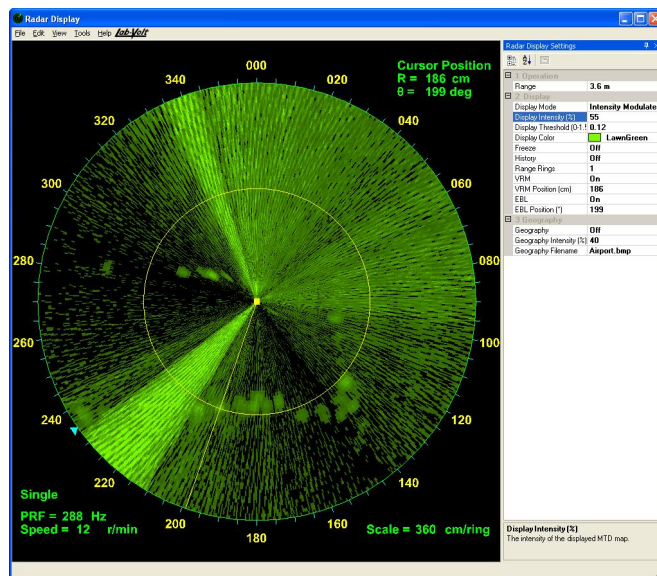 Radar Display
File Edit View Tools Help Lab-Volt
Cursor Position
R = 186 cm
θ = 199 deg
000
020
040
060
080
100
120
140
160
180
200
220
240
260
280
300
320
340
Single
PRF = 288 Hz
Speed = 12 r/min
Scale = 360 cm/ring
Radar Display Settings
1 Operation
Range 3.6 m
2 Display
Display Mode Intensity Modulate
Display Intensity (%) 55
Display Threshold (0-1.5 0.12
Display Color LawnGreen
Freeze Off
History Off
Range Rings 1
VRM On
VRM Position (cm) 186
EBL On
EBL Position (°) 199
3 Geography
Geography Off
Geography Intensity (%) 40
Geography Filename Airport.bmp
Display Intensity (%)
The intensity of the displayed MTD map.